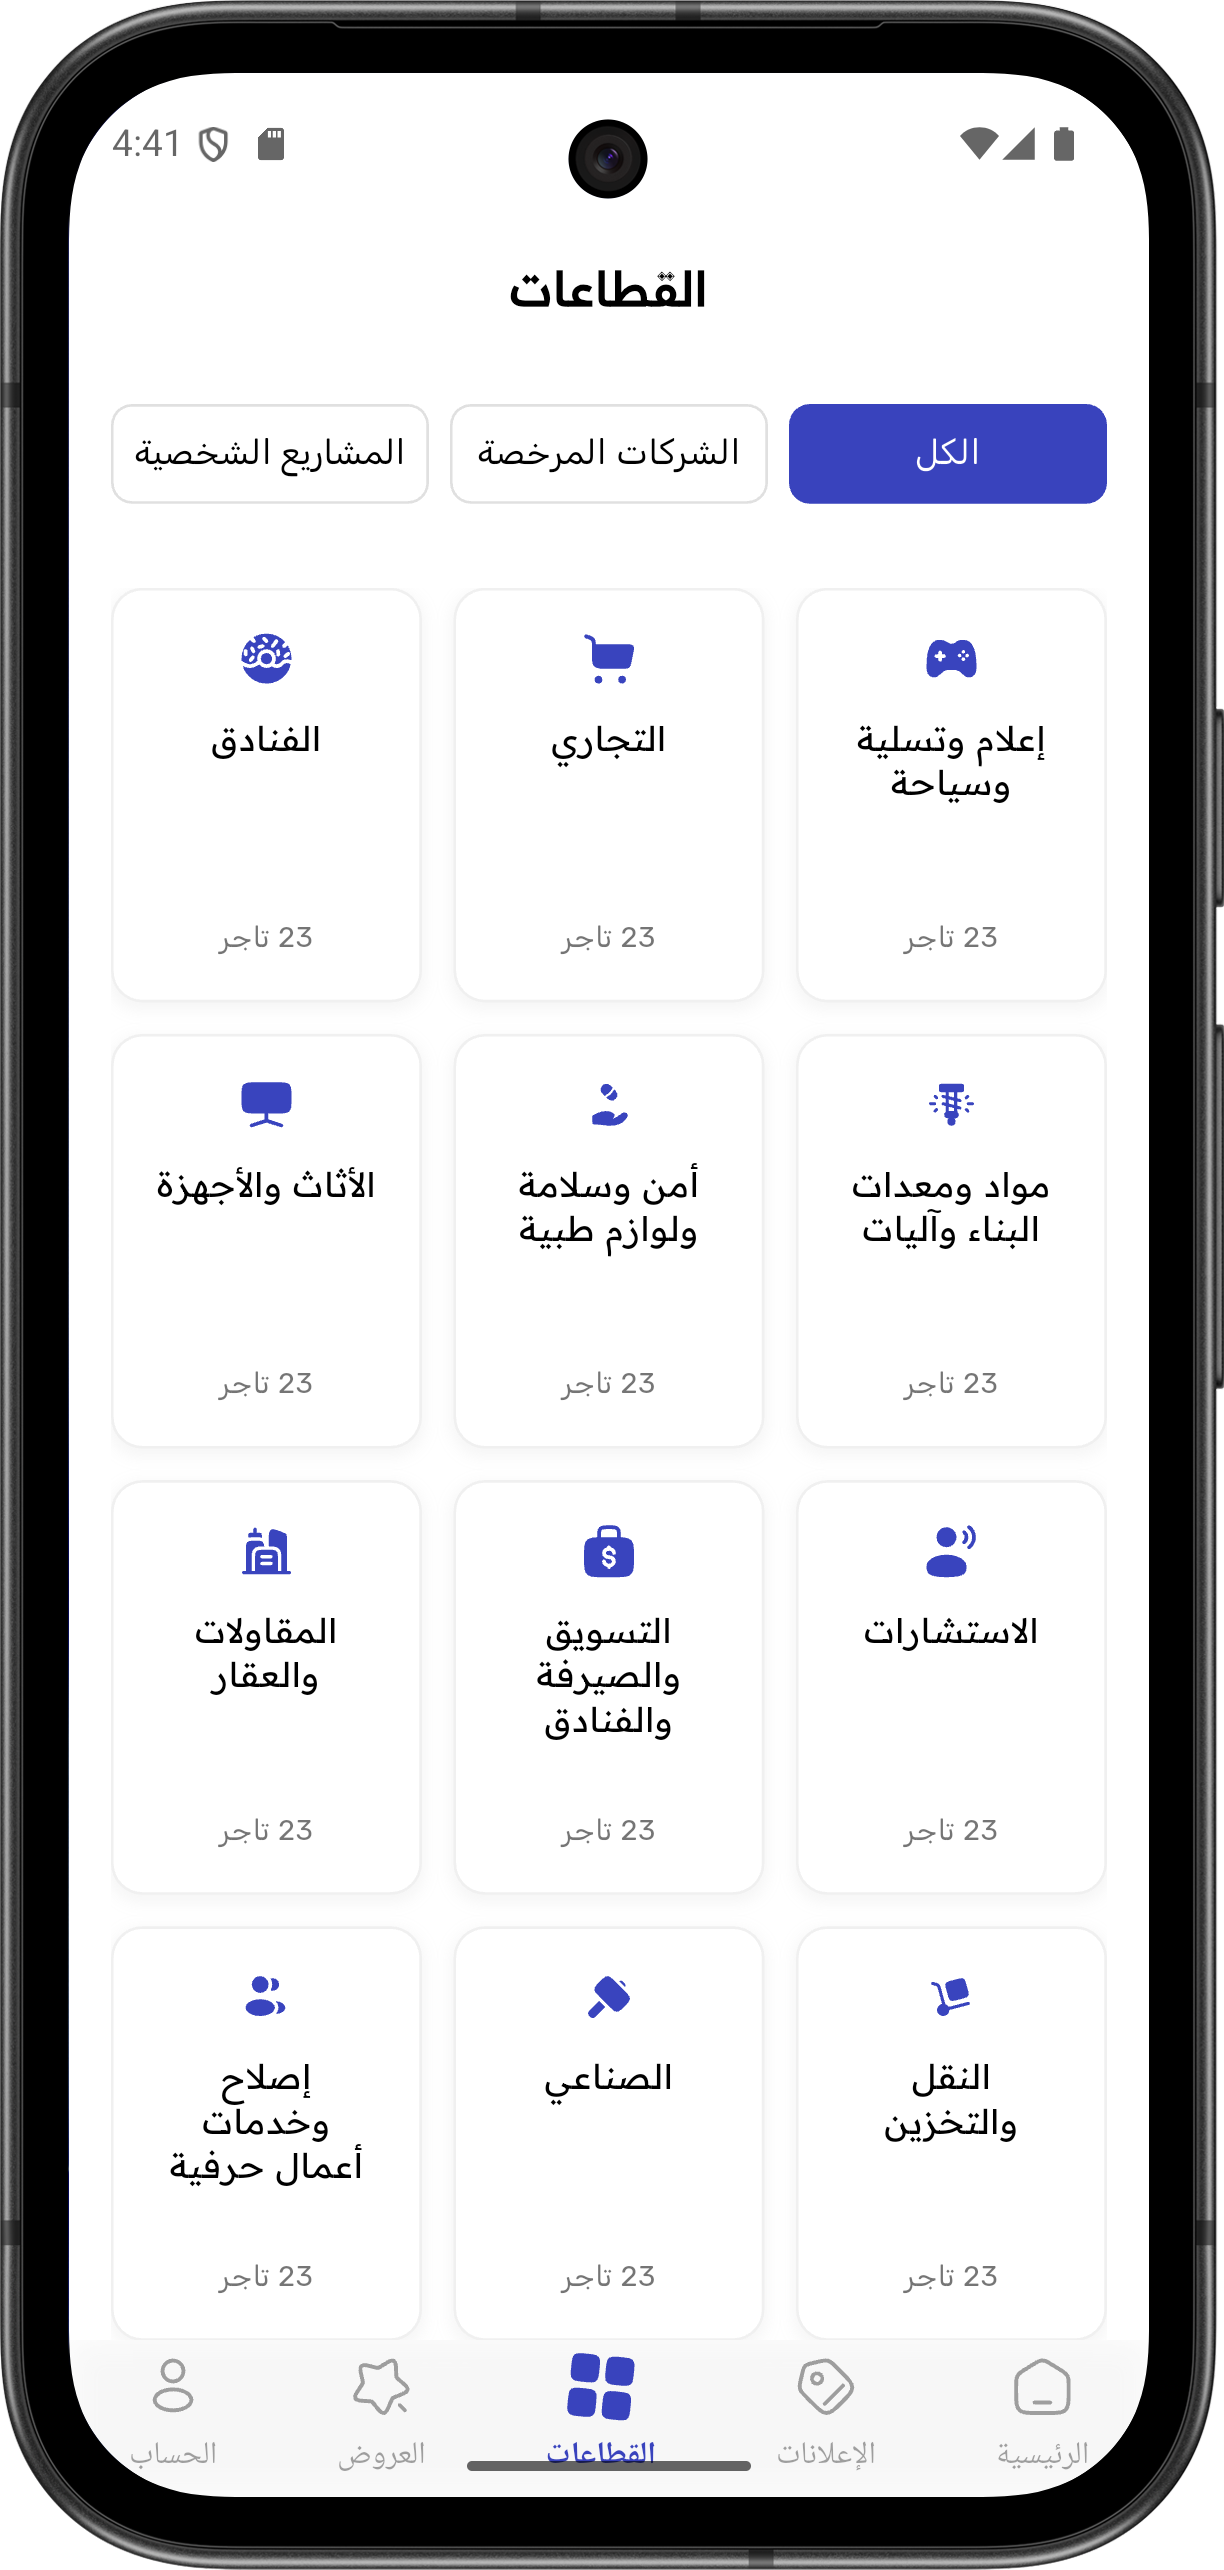 4:41
القطاعات
الكل
الشركات المرخصة
المشاريع الشخصية
إعلام وتسلية
وسياحة
23 تاجر
التجاري
23 تاجر
الفنادق
23 تاجر
مواد ومعدات
البناء وآليات
23 تاجر
أمن وسلامة
ولوازم طبية
23 تاجر
الأثاث والأجهزة
23 تاجر
الاستشارات
23 تاجر
التسويق
والصيرفة
والفنادق
23 تاجر
المقاولات
والعقار
23 تاجر
النقل
والتخزين
23 تاجر
الصناعي
23 تاجر
إصلاح
وخدمات
أعمال حرفية
23 تاجر
الرئيسية
الإعلانات
القطاعات
العروض
الحساب